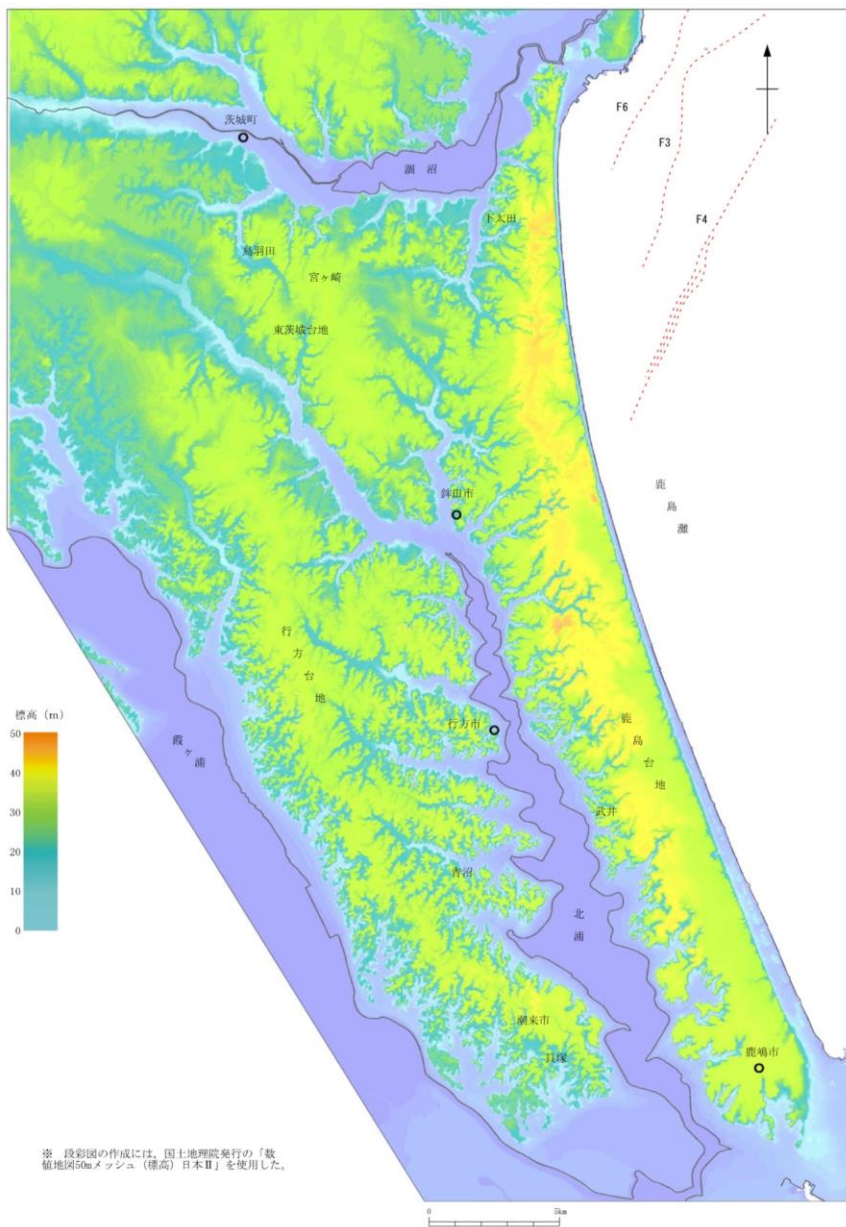 F6
F3
F4
茨城町
涸沼
下太田
鳥羽田
宮ヶ崎
東茨城台地
鉾田市
鹿島灘
行方台地
標高(m)
50
40
30
20
10
0
霞ヶ浦
行方市
鹿島台地
武井
青沼
北浦
潮来市
貝塚
鹿嶋市
※ 段彩図の作成には,国土地理院発行の「数
値地図50mメッシュ(標高)日本Ⅱ」を使用した。
0 5km